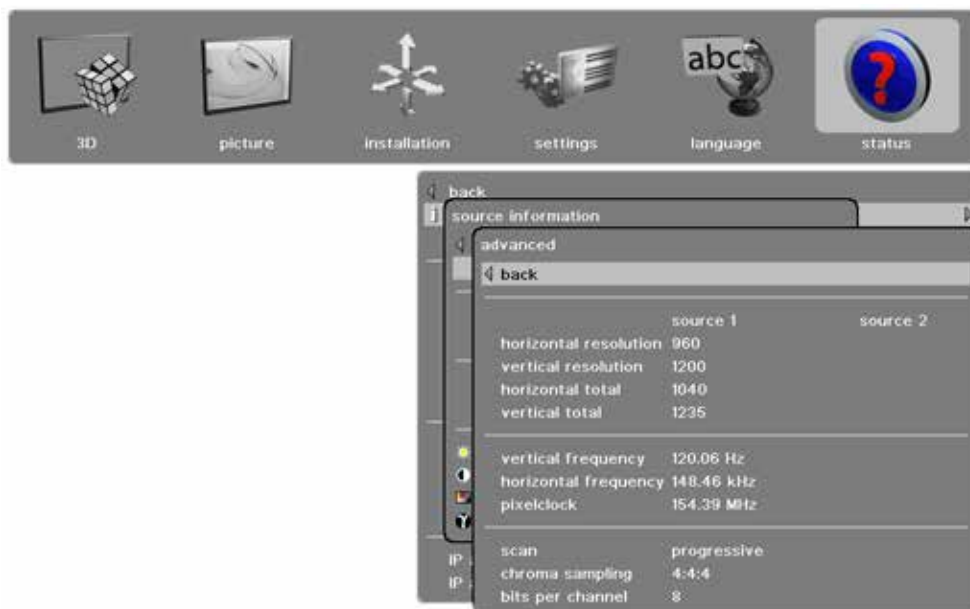 abc
3D picture installation settings language status
back
source information
advanced
back
source 1 source 2
horizontal resolution 960
vertical resolution 1200
horizontal total 1040
vertical total 1235
vertical frequency 120.06 Hz
horizontal frequency 148.46 kHz
pixelclock 154.39 MHz
scan progressive
chroma sampling 4:4:4
bits per channel 8
IP
IP